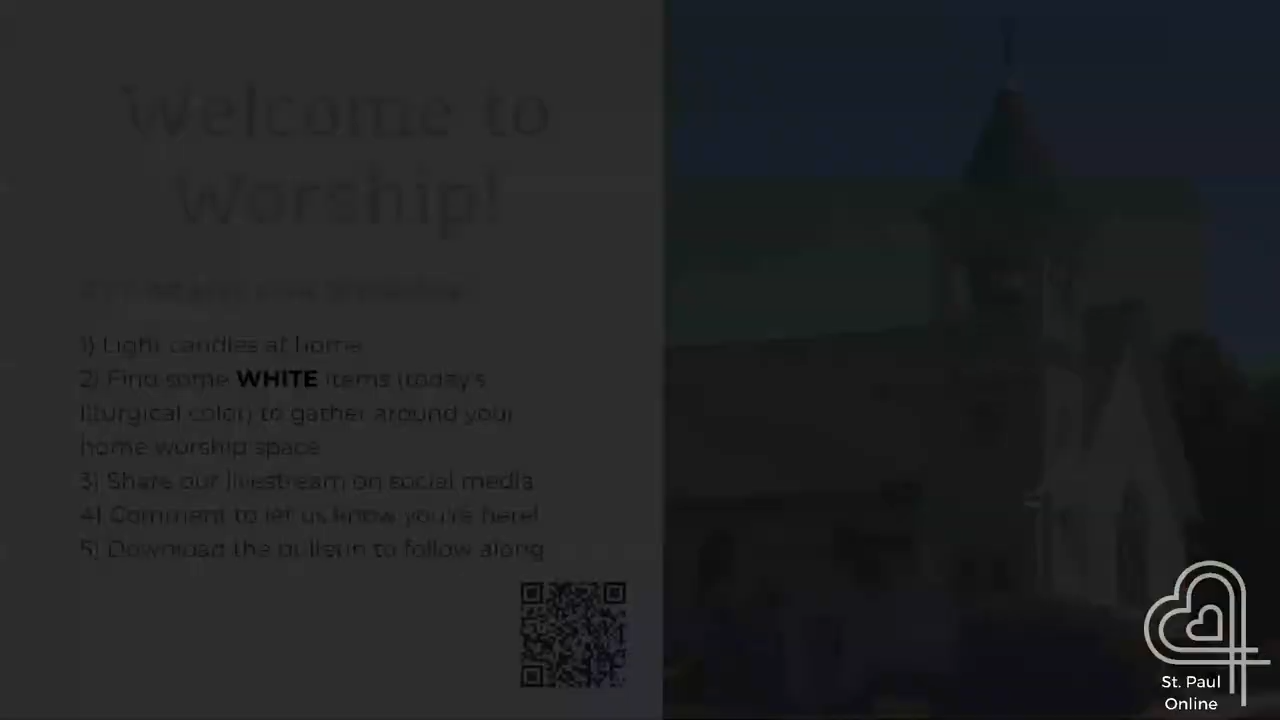 Welcome to
Worship!
1) Light candles at home
2) Find some WHITE items (today's
liturgical color) to gather around your
home worship space
3) Share our livestream on social media
4) Comment to let us know you're here!
5) Download the bulletin to follow along
St. Paul
Online